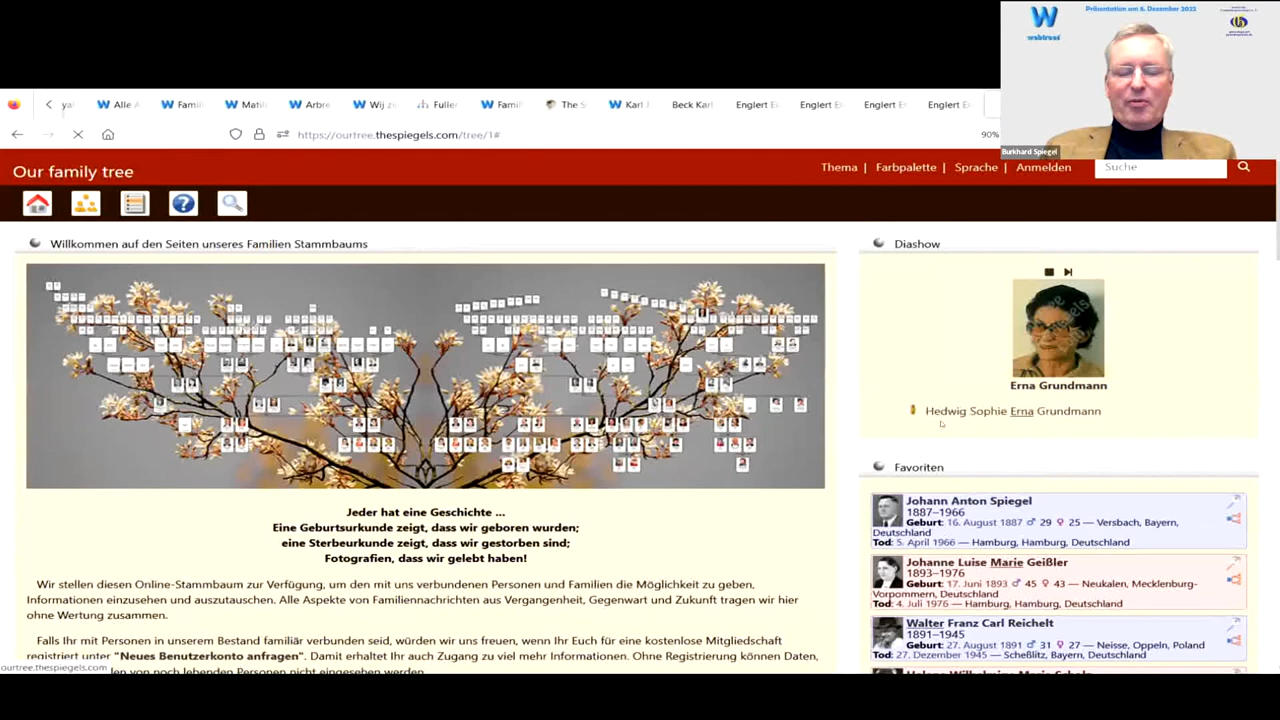 webtrees
Präsentation am 6. Dezember 2022
Burkhard Spiegel
Alle A
Famili
Matil
Arbre
Wij z
Fuller
Famil
The S
Karl J
Beck Karl
Englert E
Englert E
Englert E
Englert E
https://ourtree.thespiegels.com/tree/1#
90%
Our family tree
Thema | Farbpalette | Sprache | Anmelden
Suche
Willkommen auf den Seiten unseres Familien Stammbaums
Jeder hat eine Geschichte ...
Eine Geburtsurkunde zeigt, dass wir geboren wurden;
eine Sterbeurkunde zeigt, dass wir gestorben sind;
Fotografien, dass wir gelebt haben!
Wir stellen diesen Online-Stammbaum zur Verfügung, um den mit uns verbundenen Personen und Familien die Möglichkeit zu geben,
Informationen einzusehen und auszutauschen. Alle Aspekte von Familiennachrichten aus Vergangenheit, Gegenwart und Zukunft tragen wir hier
ohne Wertung zusammen.
Falls Ihr mit Personen in unserem Bestand familiär verbunden seid, würden wir uns freuen, wenn Ihr Euch für eine kostenlose Mitgliedschaft
registriert unter "Neues Benutzerkonto anfragen". Damit erhaltet Ihr auch Zugang zu viel mehr Informationen. Ohne Registrierung können Daten,
von noch lebenden Personen nicht eingesehen werden.
ourtree.thespiegels.com
Diashow
Erna Grundmann
Hedwig Sophie Erna Grundmann
Favoriten
Johann Anton Spiegel
1887–1966
Geburt: 16. August 1887 ♂ 29 ♀ 25 — Versbach, Bayern,
Deutschland
Tod: 5. April 1966 — Hamburg, Hamburg, Deutschland
Johanne Luise Marie Geißler
1893–1976
Geburt: 17. Juni 1893 ♂ 45 ♀ 43 — Neukalen, Mecklenburg-
Vorpommern, Deutschland
Tod: 4. Juli 1976 — Hamburg, Hamburg, Deutschland
Walter Franz Carl Reichelt
1891–1945
Geburt: 27. August 1891 ♂ 31 ♀ 27 — Neisse, Oppeln, Poland
Tod: 27. Dezember 1945 — Scheßlitz, Bayern, Deutschland